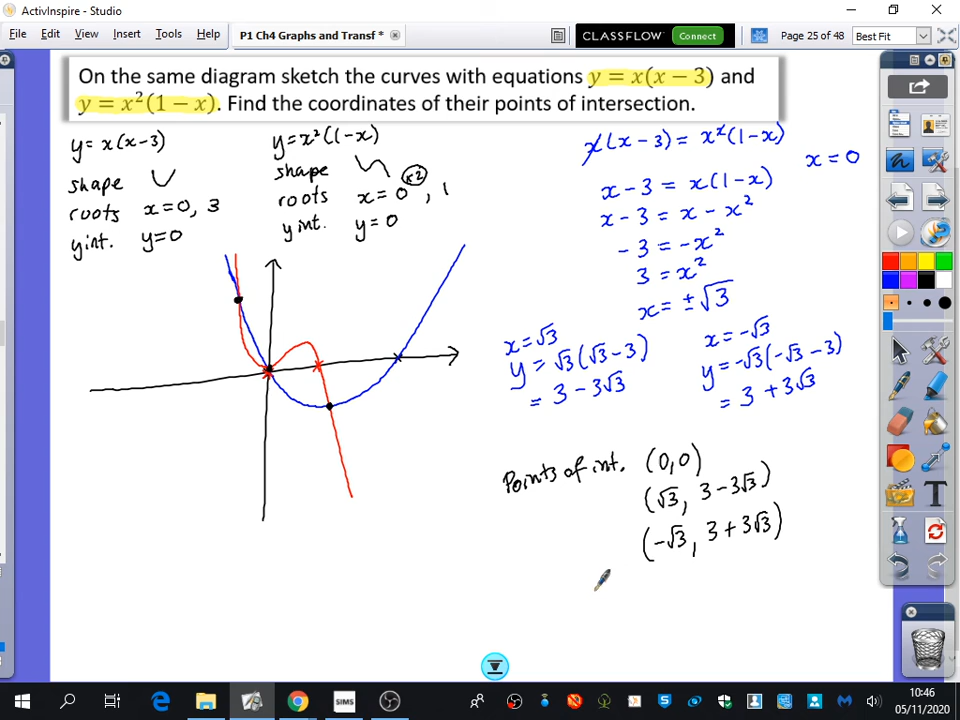 ActivInspire - Studio
File Edit View Insert Tools Help
P1 Ch4 Graphs and Transf *
CLASSFLOW Connect
Page 25 of 48
Best Fit
On the same diagram sketch the curves with equations y = x(x − 3) and
y = x²(1 − x). Find the coordinates of their points of intersection.
y=x(x-3)
shape
roots x=0, 3
yint. y=0
y=x²(1-x)
shape
roots x=0 (x2), 1
yint. y=0
x(x-3) = x²(1-x)
x=0
x-3 = x(1-x)
x-3 = x-x²
-3 = -x²
3 = x²
x= ±√3
x=√3
y= √3(√3-3)
= 3-3√3
x=-√3
y=-√3(-√3-3)
= 3+3√3
Points of int. (0,0)
(√3, 3-3√3)
(-√3, 3+3√3)
SIMS
10:46
05/11/2020